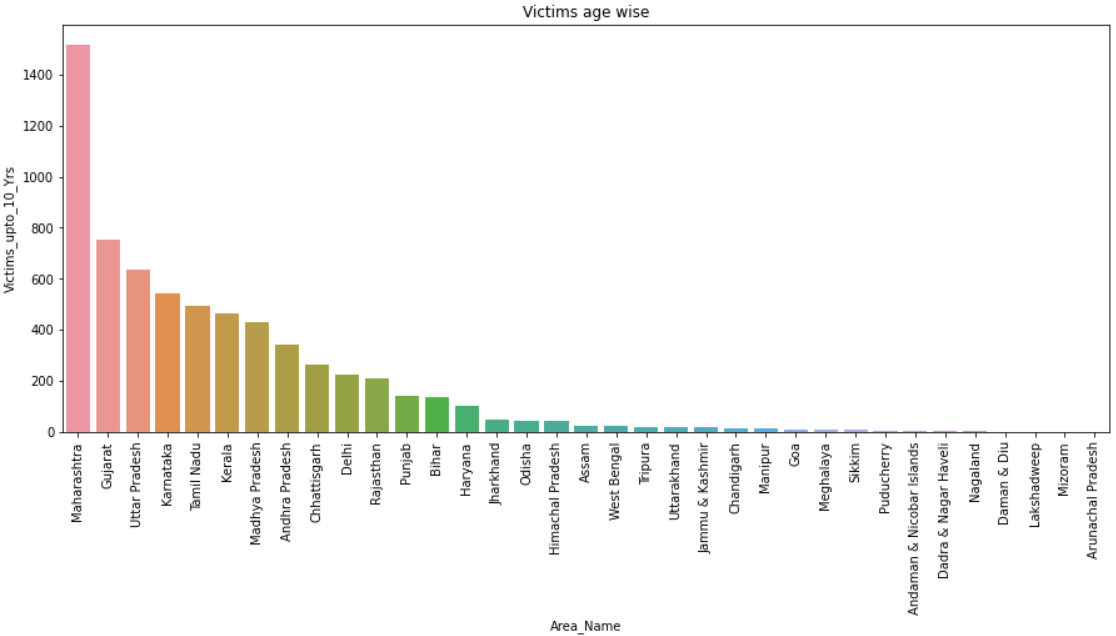 Victims age wise
Victims_upto_10_Yrs
1400
1200
1000
800
600
400
200
0
Maharashtra
Gujarat
Uttar Pradesh
Karnataka
Tamil Nadu
Kerala
Madhya Pradesh
Andhra Pradesh
Chhattisgarh
Delhi
Rajasthan
Punjab
Bihar
Haryana
Jharkhand
Odisha
Himachal Pradesh
Assam
West Bengal
Tripura
Uttarakhand
Jammu & Kashmir
Chandigarh
Manipur
Goa
Meghalaya
Sikkim
Puducherry
Andaman & Nicobar Islands
Dadra & Nagar Haveli
Nagaland
Daman & Diu
Lakshadweep
Mizoram
Arunachal Pradesh
Area_Name